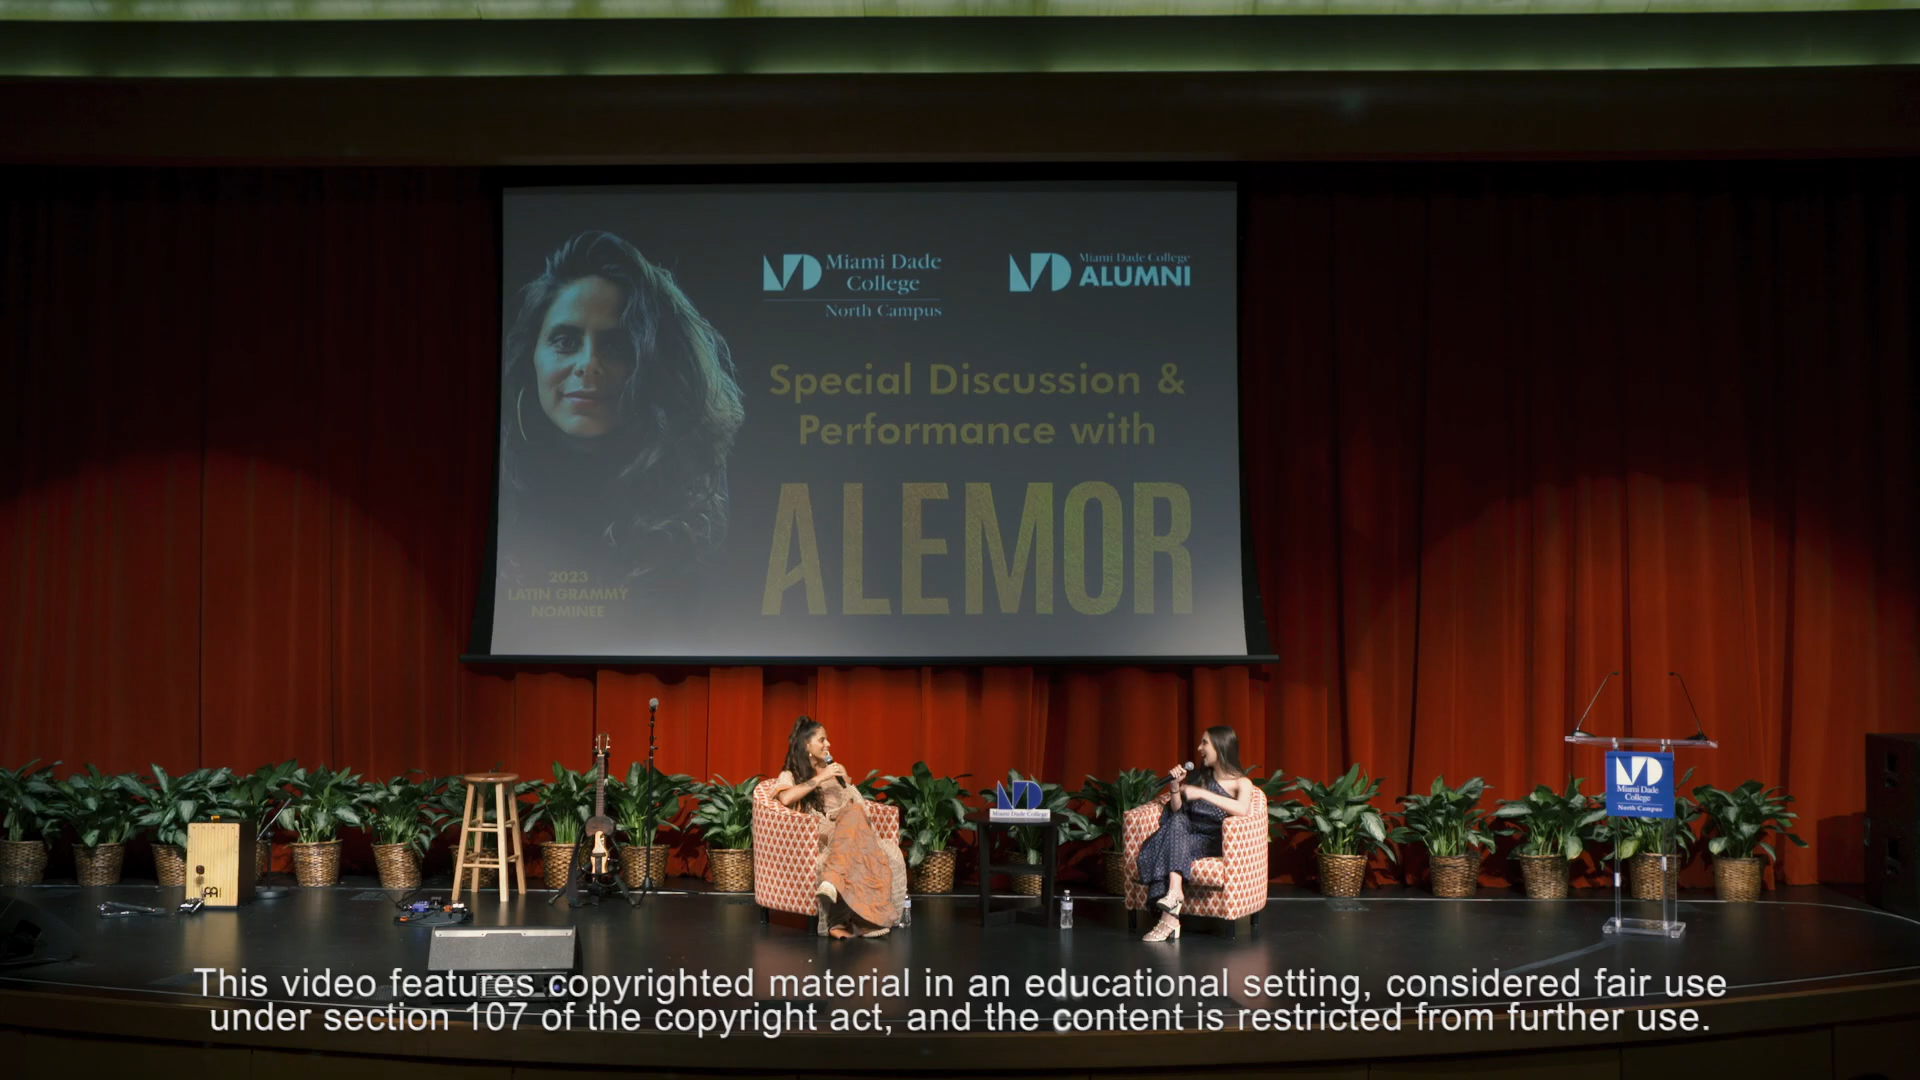 Miami Dade
College
North Campus
Miami Dade College
ALUMNI
Special Discussion &
Performance with
ALEMOR
2023
LATIN GRAMMY
NOMINEE
Miami Dade College
Miami Dade
College
North Campus
This video features copyrighted material in an educational setting, considered fair use
under section 107 of the copyright act, and the content is restricted from further use.